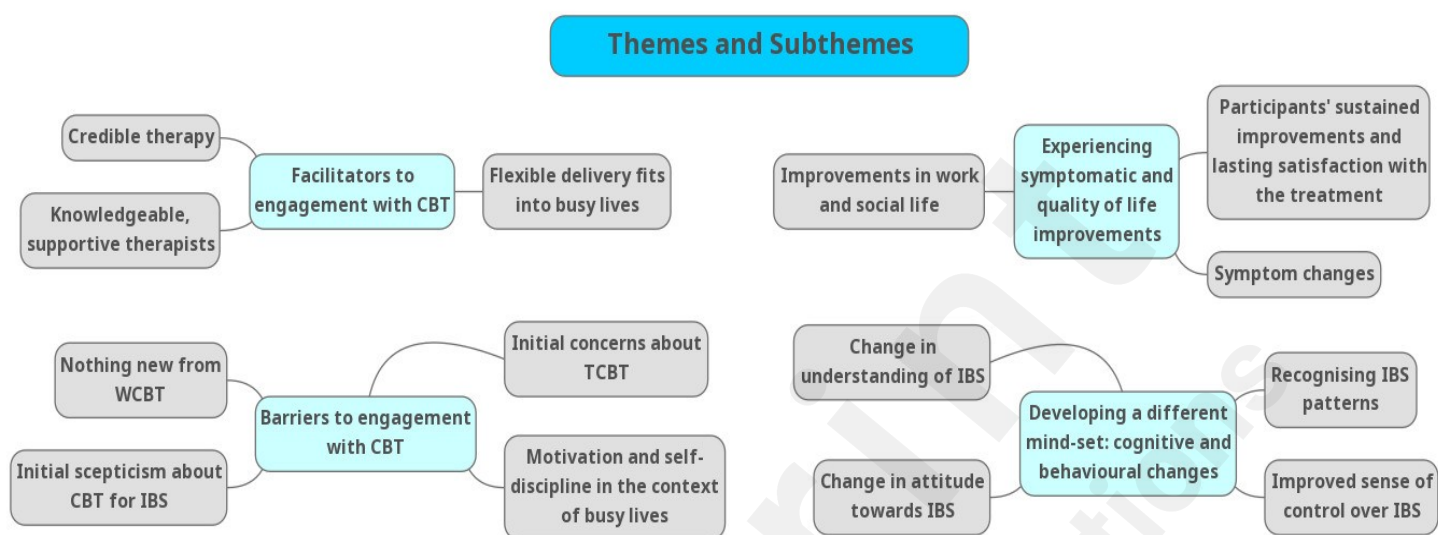 Themes and Subthemes
Credible therapy
Knowledgeable,
supportive therapists
Facilitators to
engagement with CBT
Flexible delivery fits
into busy lives
Improvements in work
and social life
Experiencing
symptomatic and
quality of life
improvements
Participants' sustained
improvements and
lasting satisfaction with
the treatment
Symptom changes
Nothing new from
WCBT
Initial scepticism about
CBT for IBS
Barriers to engagement
with CBT
Initial concerns about
TCBT
Motivation and self-
discipline in the context
of busy lives
Change in
understanding of IBS
Change in attitude
towards IBS
Developing a different
mind-set: cognitive and
behavioural changes
Recognising IBS
patterns
Improved sense of
control over IBS